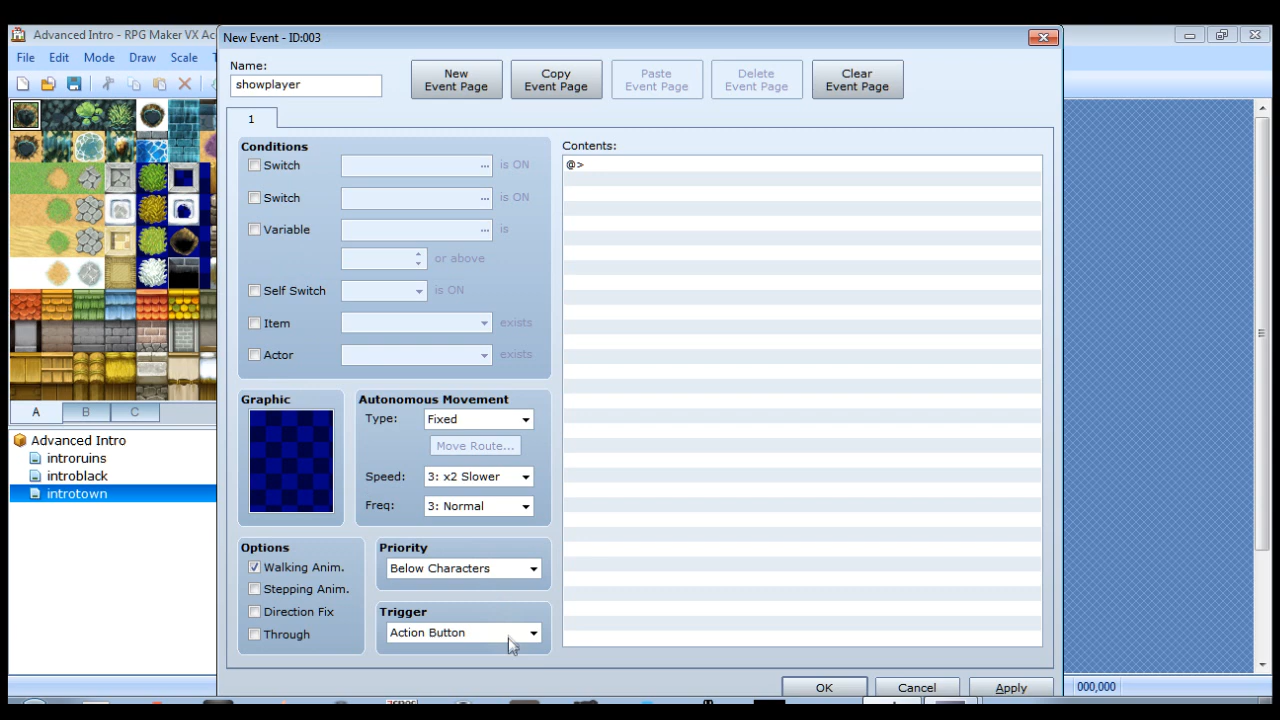 Advanced Intro - RPG Maker VX Ac
New Event - ID:003
File Edit Mode Draw Scale T
Name:
showplayer
New
Event Page
Copy
Event Page
Paste
Event Page
Delete
Event Page
Clear
Event Page
1
Conditions
Switch ... is ON
Switch ... is ON
Variable ... is
or above
Self Switch is ON
Item exists
Actor exists
Contents:
@>
Graphic
Autonomous Movement
Type: Fixed
Move Route...
Speed: 3: x2 Slower
Freq: 3: Normal
Options
Walking Anim.
Stepping Anim.
Direction Fix
Through
Priority
Below Characters
Trigger
Action Button
A B C
Advanced Intro
introruins
introblack
introtown
OK Cancel Apply
000,000